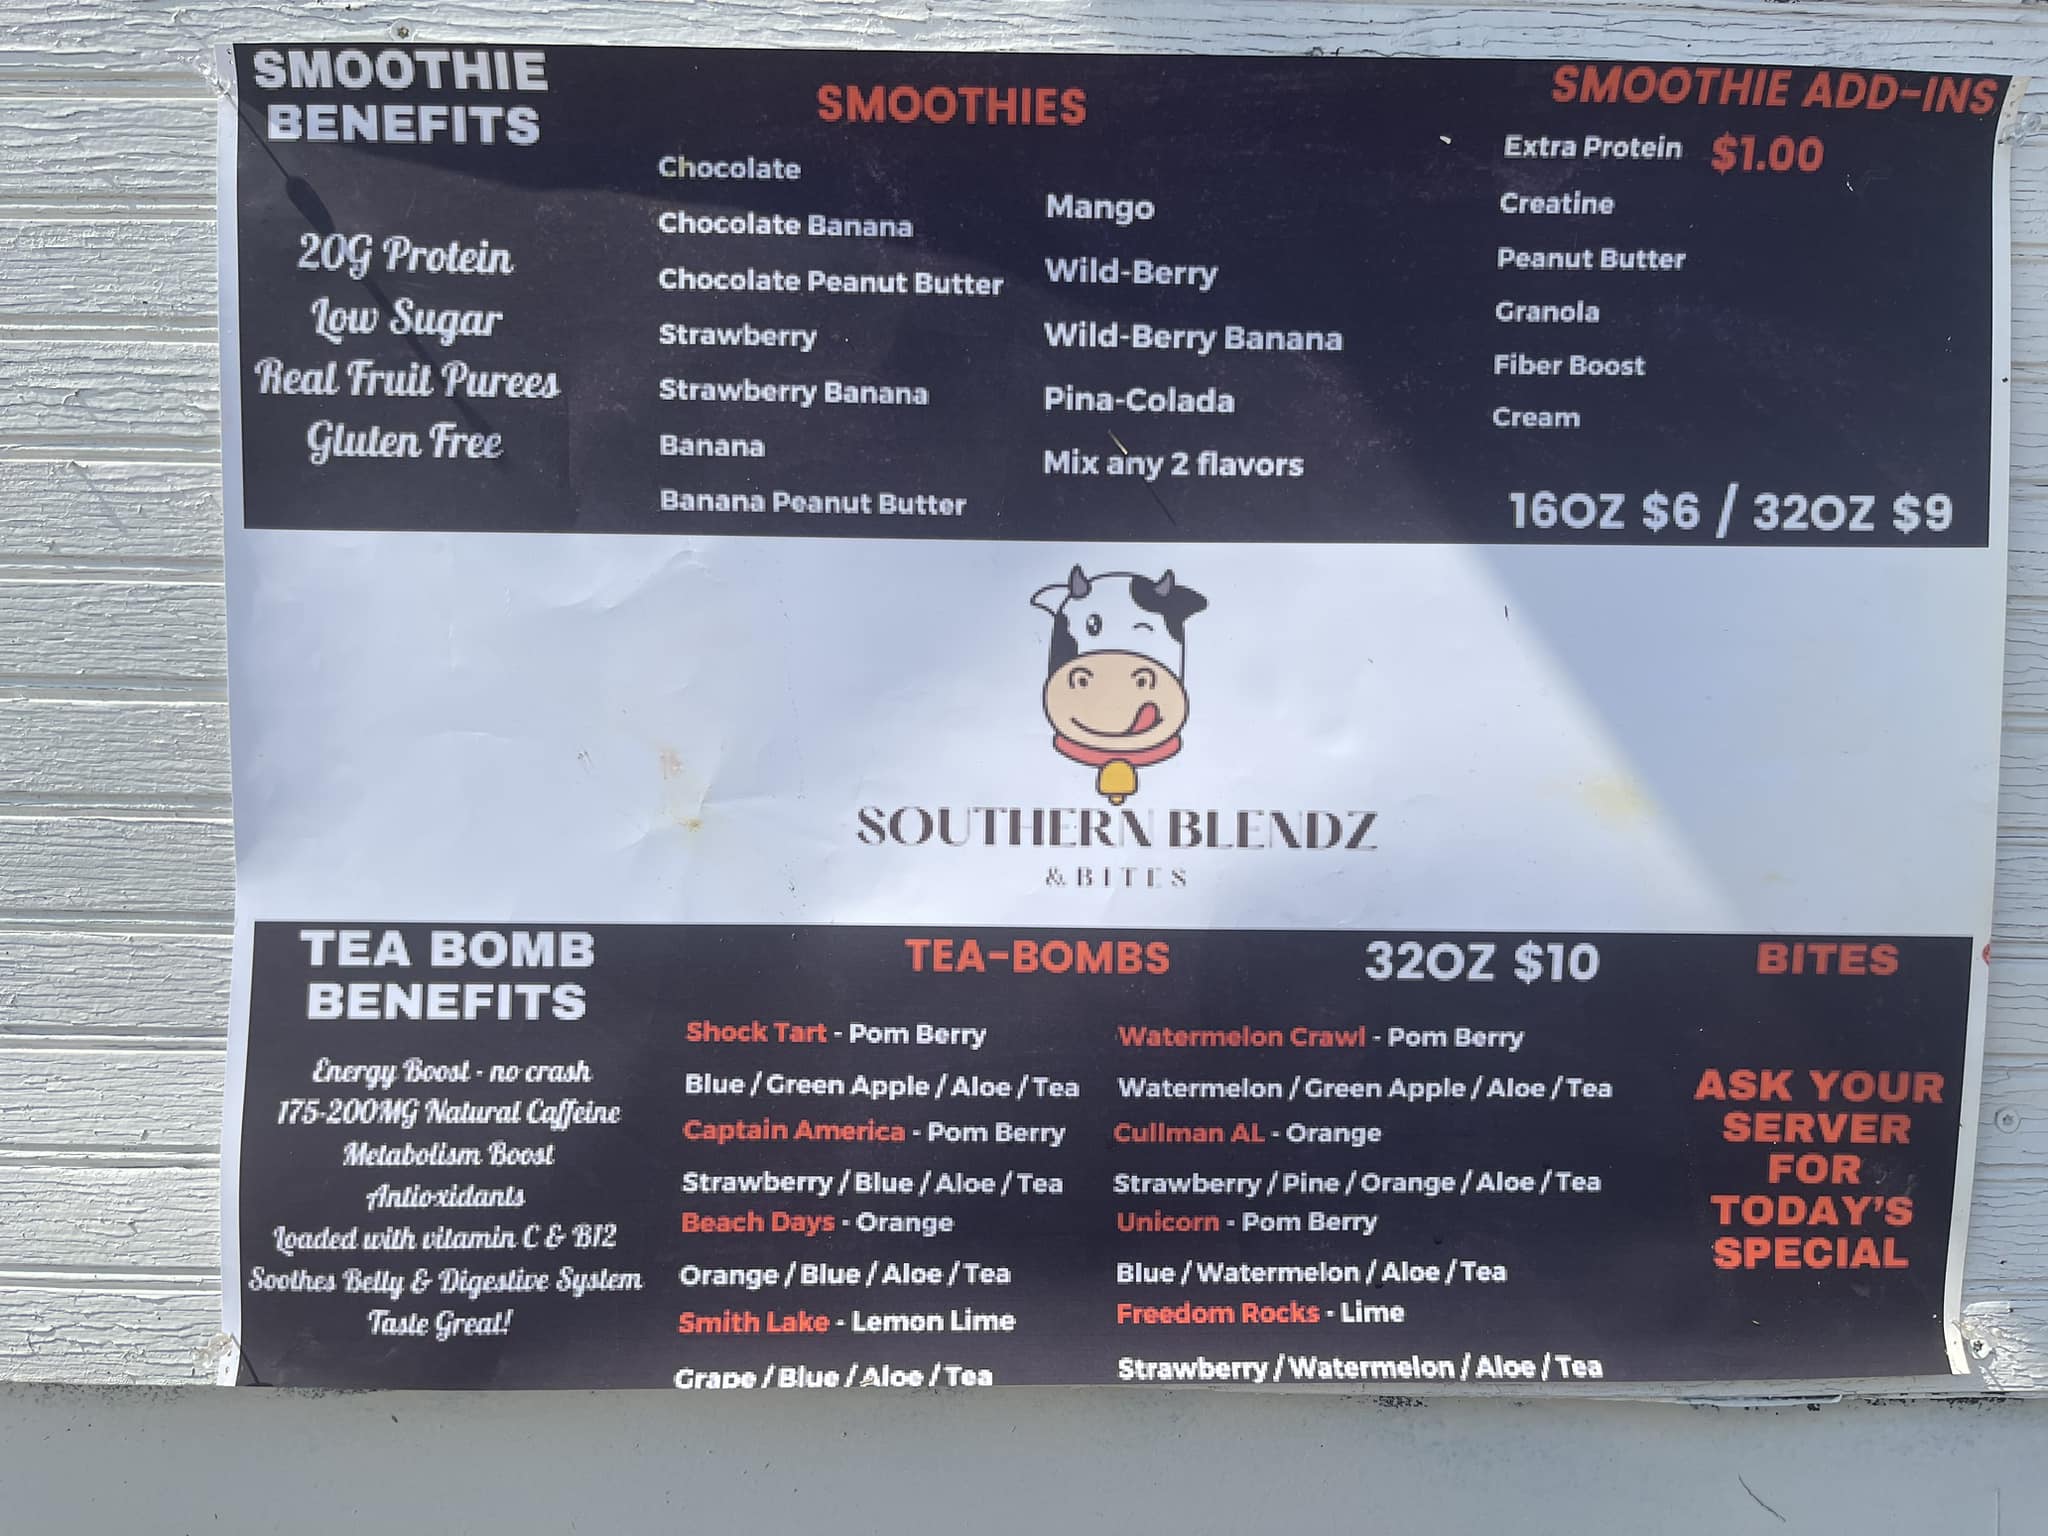 SMOOTHIE
BENEFITS
20G Protein
Low Sugar
Real Fruit Purees
Gluten Free
SMOOTHIES
Chocolate
Chocolate Banana
Chocolate Peanut Butter
Strawberry
Strawberry Banana
Banana
Banana Peanut Butter
Mango
Wild-Berry
Wild-Berry Banana
Pina-Colada
Mix any 2 flavors
SMOOTHIE ADD-INS
Extra Protein $1.00
Creatine
Peanut Butter
Granola
Fiber Boost
Cream
16OZ $6 / 32OZ $9
SOUTHERN BLENDZ
& BITES
TEA BOMB
BENEFITS
Energy Boost - no crash
175-200MG Natural Caffeine
Metabolism Boost
Antioxidants
Loaded with vitamin C & B12
Soothes Belly & Digestive System
Taste Great!
TEA-BOMBS 32OZ $10
Shock Tart - Pom Berry
Blue / Green Apple / Aloe / Tea
Captain America - Pom Berry
Strawberry / Blue / Aloe / Tea
Beach Days - Orange
Orange / Blue / Aloe / Tea
Smith Lake - Lemon Lime
Grape / Blue / Aloe / Tea
Watermelon Crawl - Pom Berry
Watermelon / Green Apple / Aloe / Tea
Cullman AL - Orange
Strawberry / Pine / Orange / Aloe / Tea
Unicorn - Pom Berry
Blue / Watermelon / Aloe / Tea
Freedom Rocks - Lime
Strawberry / Watermelon / Aloe / Tea
BITES
ASK YOUR
SERVER
FOR
TODAY'S
SPECIAL